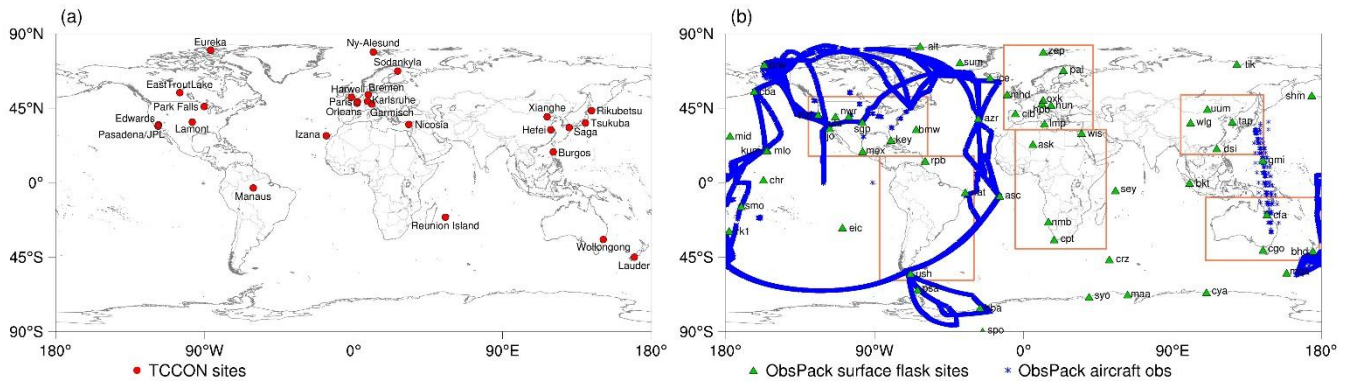 (a)
(b)
90°N
45°N
0°
45°S
90°S
180°
90°W
0°
90°E
180°
Eureka
Ny-Alesund
Sodankyla
EastTroutLake
Park Falls
Edwards
Pasadena/JPL
Lamont
Harwell
Bremen
Paris
Karlsruhe
Orleans
Garmisch
Izana
Nicosia
Xianghe
Rikubetsu
Tsukuba
Hefei
Saga
Burgos
Manaus
Reunion Island
Wollongong
Lauder
TCCON sites
90°N
45°N
0°
45°S
90°S
180°
90°W
0°
90°E
180°
alt
sum
ice
zep
pal
tik
cba
mhd
oxk
hun
hpb
cib
lmp
shm
nwr
sgp
key
bmw
azr
uum
wlg
tap
dsi
mid
kum
mlo
mex
rpb
ask
wis
gmi
chr
sey
bkt
smo
nat
asc
cfa
eic
nmb
cpt
cgo
bhd
crz
ush
psa
hba
syo
maa
cya
spo
ObsPack surface flask sites
ObsPack aircraft obs